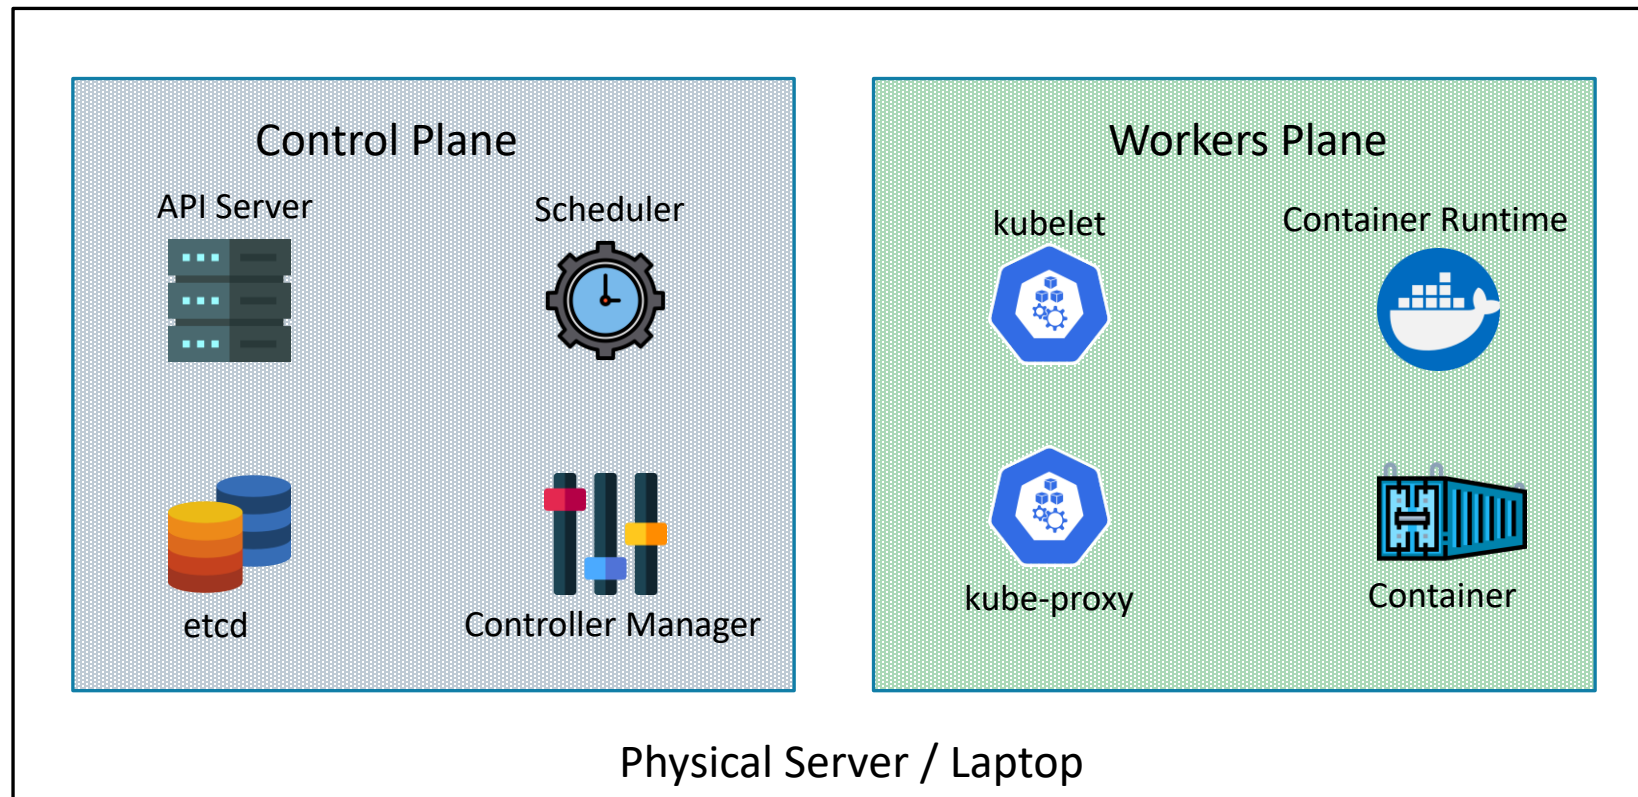 Control Plane
API Server
Scheduler
etcd
Controller Manager
Workers Plane
kubelet
Container Runtime
kube-proxy
Container
Physical Server / Laptop